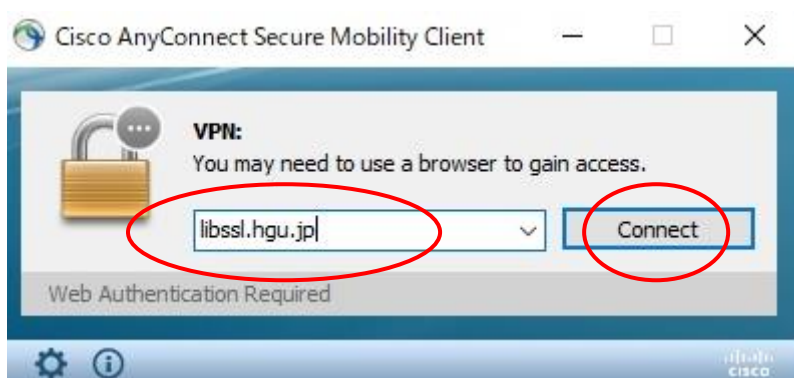 Cisco AnyConnect Secure Mobility Client
VPN:
You may need to use a browser to gain access.
libssl.hgu.jp
Connect
Web Authentication Required
cisco